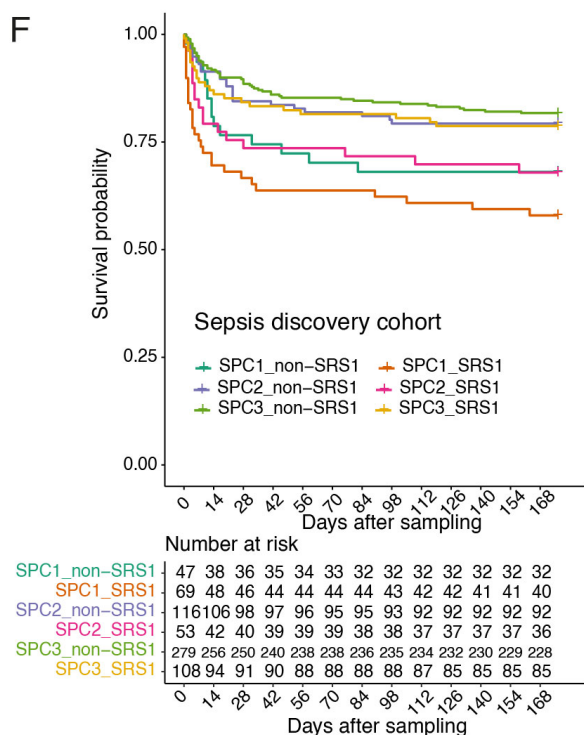 F
Survival probability
1.00
0.75
0.50
0.25
0.00
Sepsis discovery cohort
SPC1_non−SRS1 SPC1_SRS1
SPC2_non−SRS1 SPC2_SRS1
SPC3_non−SRS1 SPC3_SRS1
0 14 28 42 56 70 84 98 112 126 140 154 168
Days after sampling
Number at risk
SPC1_non−SRS1 47 38 36 35 34 33 32 32 32 32 32 32 32
SPC1_SRS1 69 48 46 44 44 44 44 43 42 42 41 41 40
SPC2_non−SRS1 116 106 98 97 96 95 95 93 92 92 92 92 92
SPC2_SRS1 53 42 40 39 39 39 38 38 37 37 37 37 36
SPC3_non−SRS1 279 256 250 240 238 238 236 235 234 232 230 229 228
SPC3_SRS1 108 94 91 90 88 88 88 88 87 85 85 85 85
0 14 28 42 56 70 84 98 112 126 140 154 168
Days after sampling